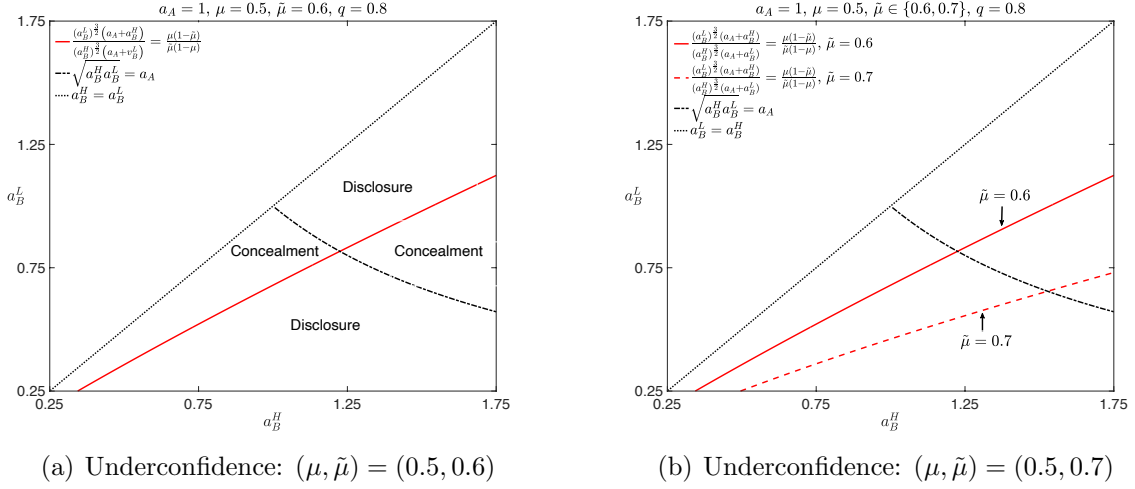 a_A = 1, μ = 0.5, μ̃ = 0.6, q = 0.8
(a_B^L)^{3/2}(a_A+a_B^H) / (a_B^H)^{3/2}(a_A+v_B^L) = μ(1−μ̃) / μ̃(1−μ)
√(a_B^H a_B^L) = a_A
a_B^H = a_B^L
1.75
1.25
a_B^L
0.75
0.25
Disclosure
Concealment
Concealment
Disclosure
0.25
0.75
1.25
1.75
a_B^H
(a) Underconfidence: (μ, μ̃) = (0.5, 0.6)
a_A = 1, μ = 0.5, μ̃ ∈ {0.6, 0.7}, q = 0.8
(a_B^L)^{3/2}(a_A+a_B^H) / (a_B^H)^{3/2}(a_A+a_B^L) = μ(1−μ̃) / μ̃(1−μ), μ̃ = 0.6
(a_B^L)^{3/2}(a_A+a_B^H) / (a_B^H)^{3/2}(a_A+a_B^L) = μ(1−μ̃) / μ̃(1−μ), μ̃ = 0.7
√(a_B^H a_B^L) = a_A
a_B^L = a_B^H
1.75
1.25
a_B^L
0.75
0.25
μ̃ = 0.6
μ̃ = 0.7
0.25
0.75
1.25
1.75
a_B^H
(b) Underconfidence: (μ, μ̃) = (0.5, 0.7)